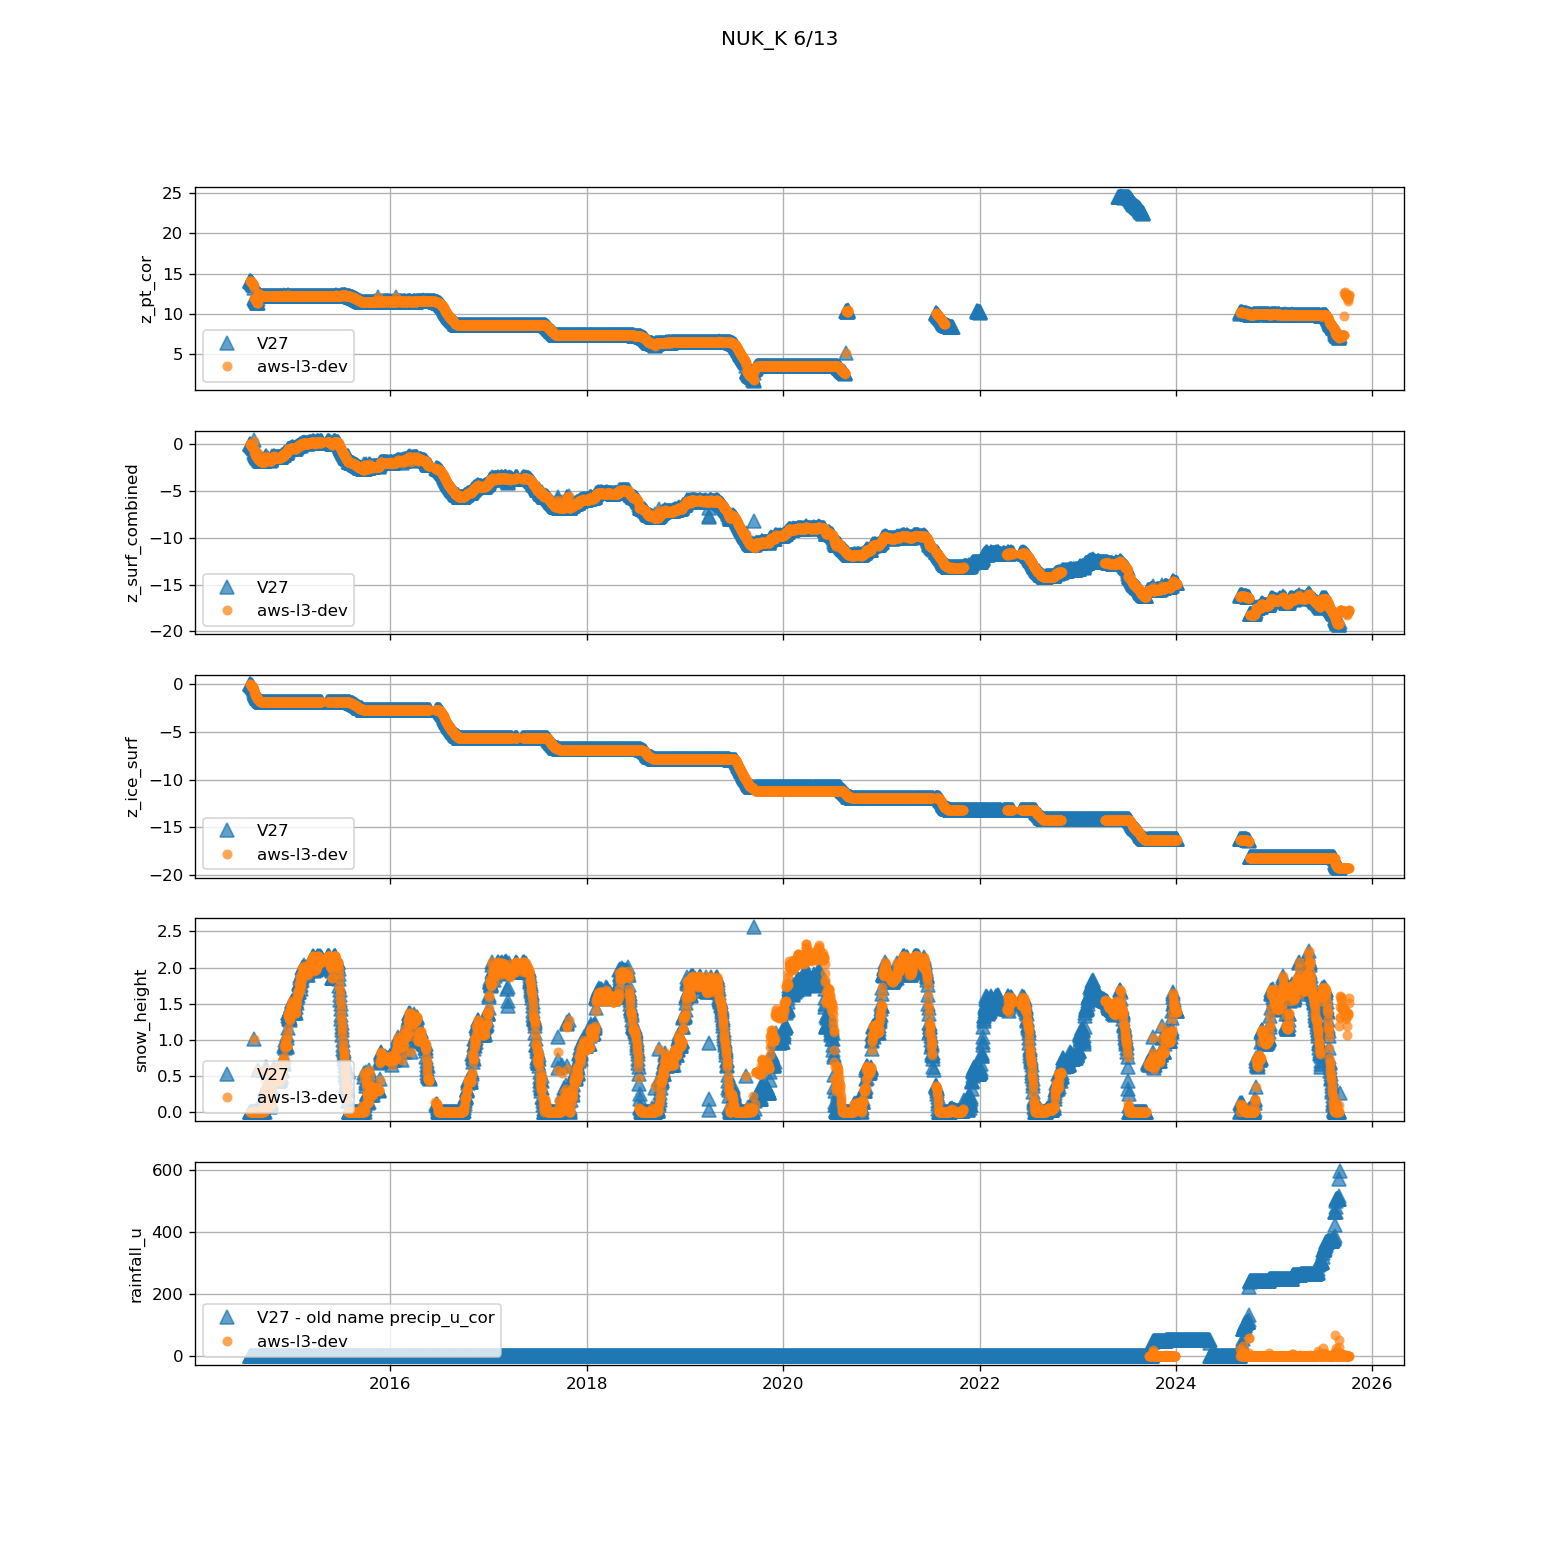 NUK_K 6/13
z_pt_cor
25
20
15
10
5
V27
aws-l3-dev
z_surf_combined
0
−5
−10
−15
−20
V27
aws-l3-dev
z_ice_surf
0
−5
−10
−15
−20
V27
aws-l3-dev
snow_height
2.5
2.0
1.5
1.0
0.5
0.0
V27
aws-l3-dev
rainfall_u
600
400
200
0
V27 - old name precip_u_cor
aws-l3-dev
2016 2018 2020 2022 2024 2026